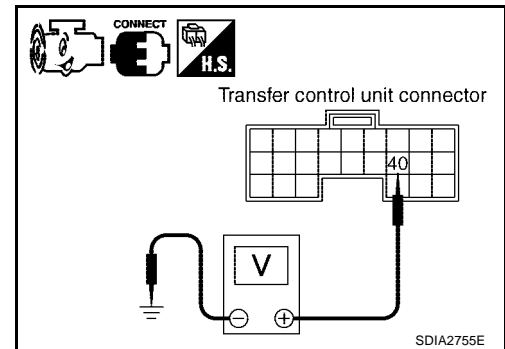 CONNECT
H.S.
Transfer control unit connector
40
V
− +
SDIA2755E